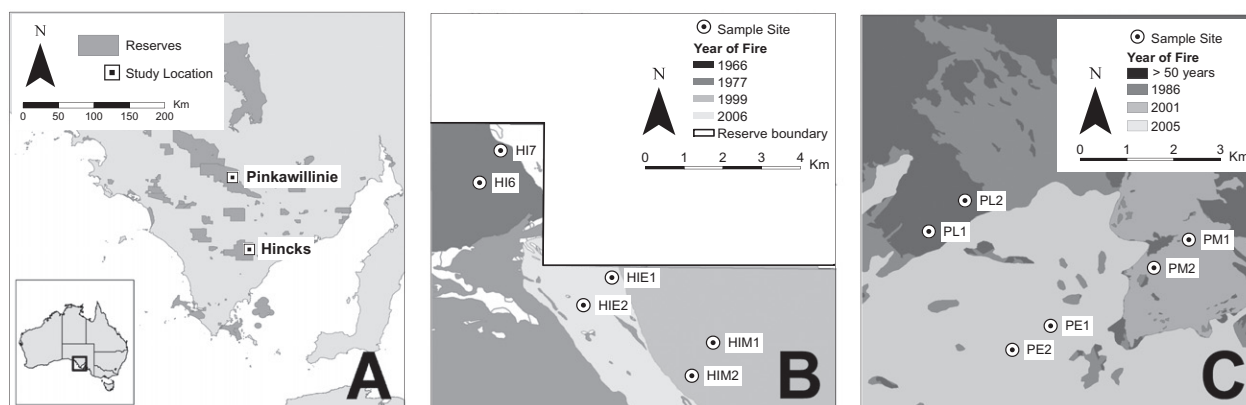 N
Reserves
Study Location
0 50 100 150 200 Km
Pinkawillinie
Hincks
A
Sample Site
Year of Fire
1966
1977
1999
2006
Reserve boundary
N
0 1 2 3 4
Km
HI7
HI6
HIE1
HIE2
HIM1
HIM2
B
Sample Site
Year of Fire
> 50 years
1986
2001
2005
N
0 1 2 3
Km
PL2
PL1
PM1
PM2
PE1
PE2
C